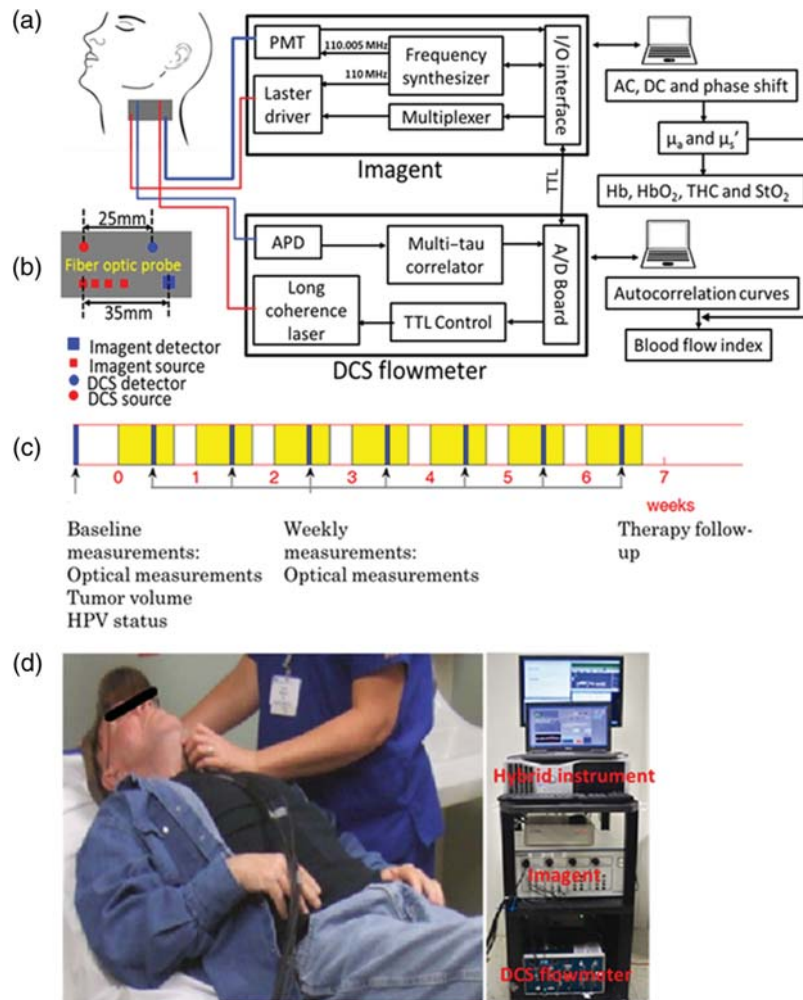 (a)
PMT
110.005 MHz
110 MHz
Frequency
synthesizer
Laster
driver
Multiplexer
I/O interface
Imagent
AC, DC and phase shift
μa and μs'
Hb, HbO2, THC and StO2
TTL
(b)
25mm
Fiber optic probe
35mm
Imagent detector
Imagent source
DCS detector
DCS source
APD
Multi-tau
correlator
Long
coherence
laser
TTL Control
A/D Board
DCS flowmeter
Autocorrelation curves
Blood flow index
(c)
0 1 2 3 4 5 6 7
weeks
Baseline
measurements:
Optical measurements
Tumor volume
HPV status
Weekly
measurements:
Optical measurements
Therapy follow-
up
(d)
Hybrid instrument
Imagent
DCS flowmeter